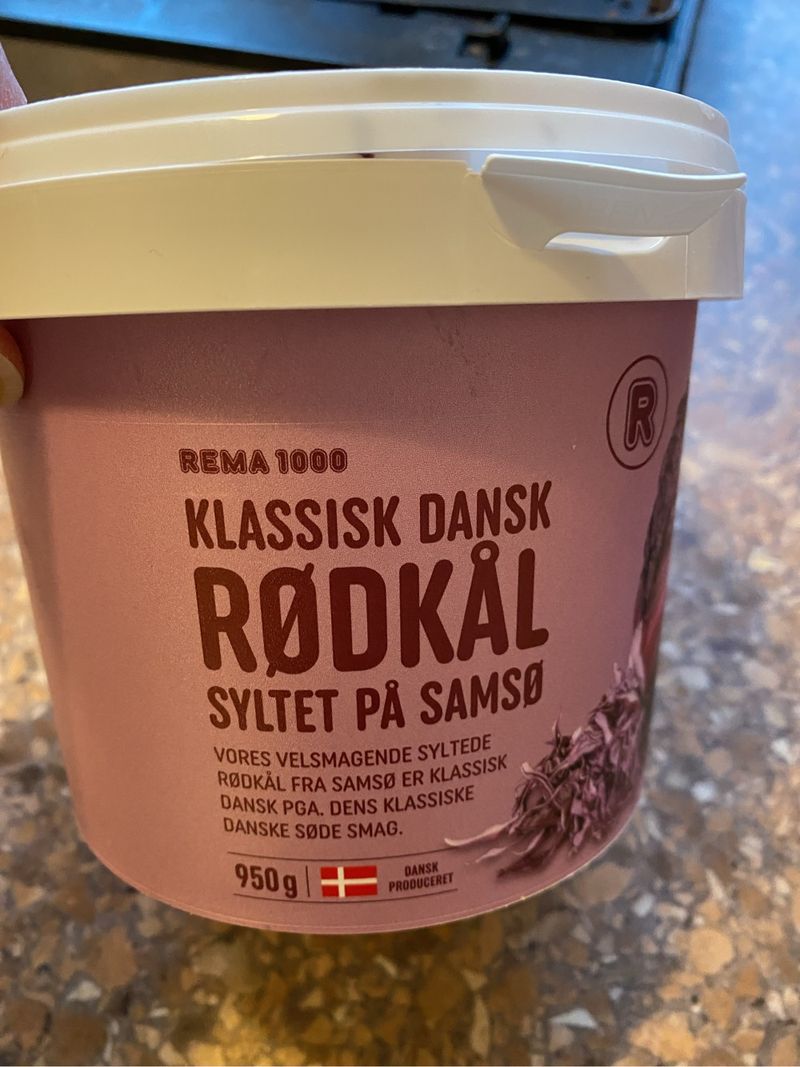 R
REMA 1000
KLASSISK DANSK
RØDKÅL
SYLTET PÅ SAMSØ
VORES VELSMAGENDE SYLTEDE
RØDKÅL FRA SAMSØ ER KLASSISK
DANSK PGA. DENS KLASSISKE
DANSKE SØDE SMAG.
950 g
DANSK
PRODUCERET